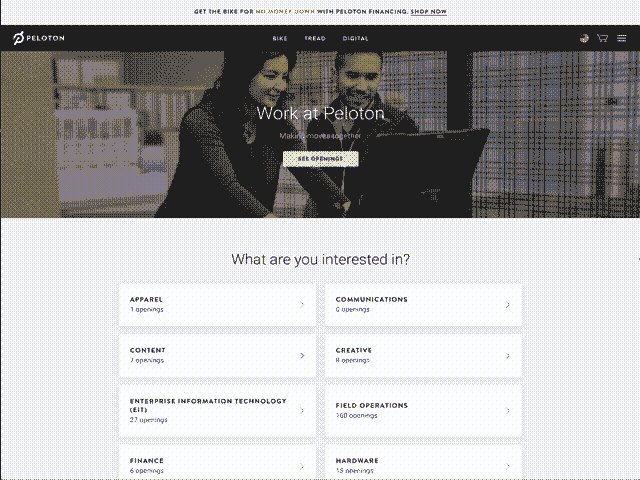 GET THE BIKE FOR NO MONEY DOWN WITH PELOTON FINANCING. SHOP NOW
PELOTON
BIKE
TREAD
DIGITAL
Work at Peloton
Making moves together
SEE OPENINGS
What are you interested in?
APPAREL
1 openings
COMMUNICATIONS
6 openings
CONTENT
7 openings
CREATIVE
8 openings
ENTERPRISE INFORMATION TECHNOLOGY
(EIT)
27 openings
FIELD OPERATIONS
160 openings
FINANCE
6 openings
HARDWARE
15 openings